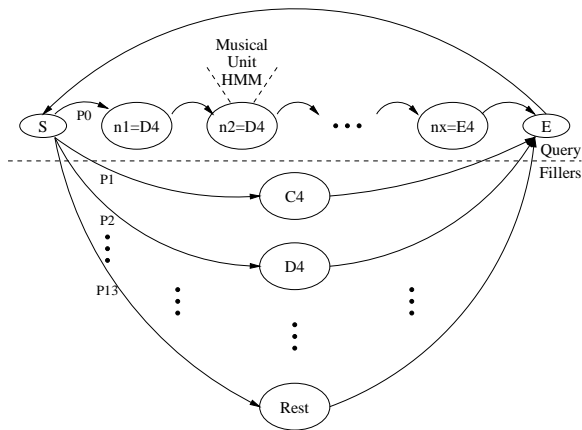 Musical
Unit
HMM
S
P0
n1=D4
n2=D4
nx=E4
E
Query
Fillers
P1
C4
P2
D4
P13
Rest